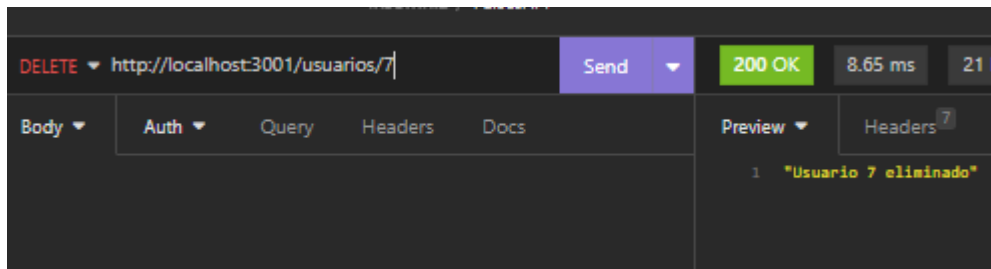 DELETE http://localhost:3001/usuarios/7 Send 200 OK 8.65 ms 21
Body Auth Query Headers Docs Preview Headers 7
1 "Usuario 7 eliminado"